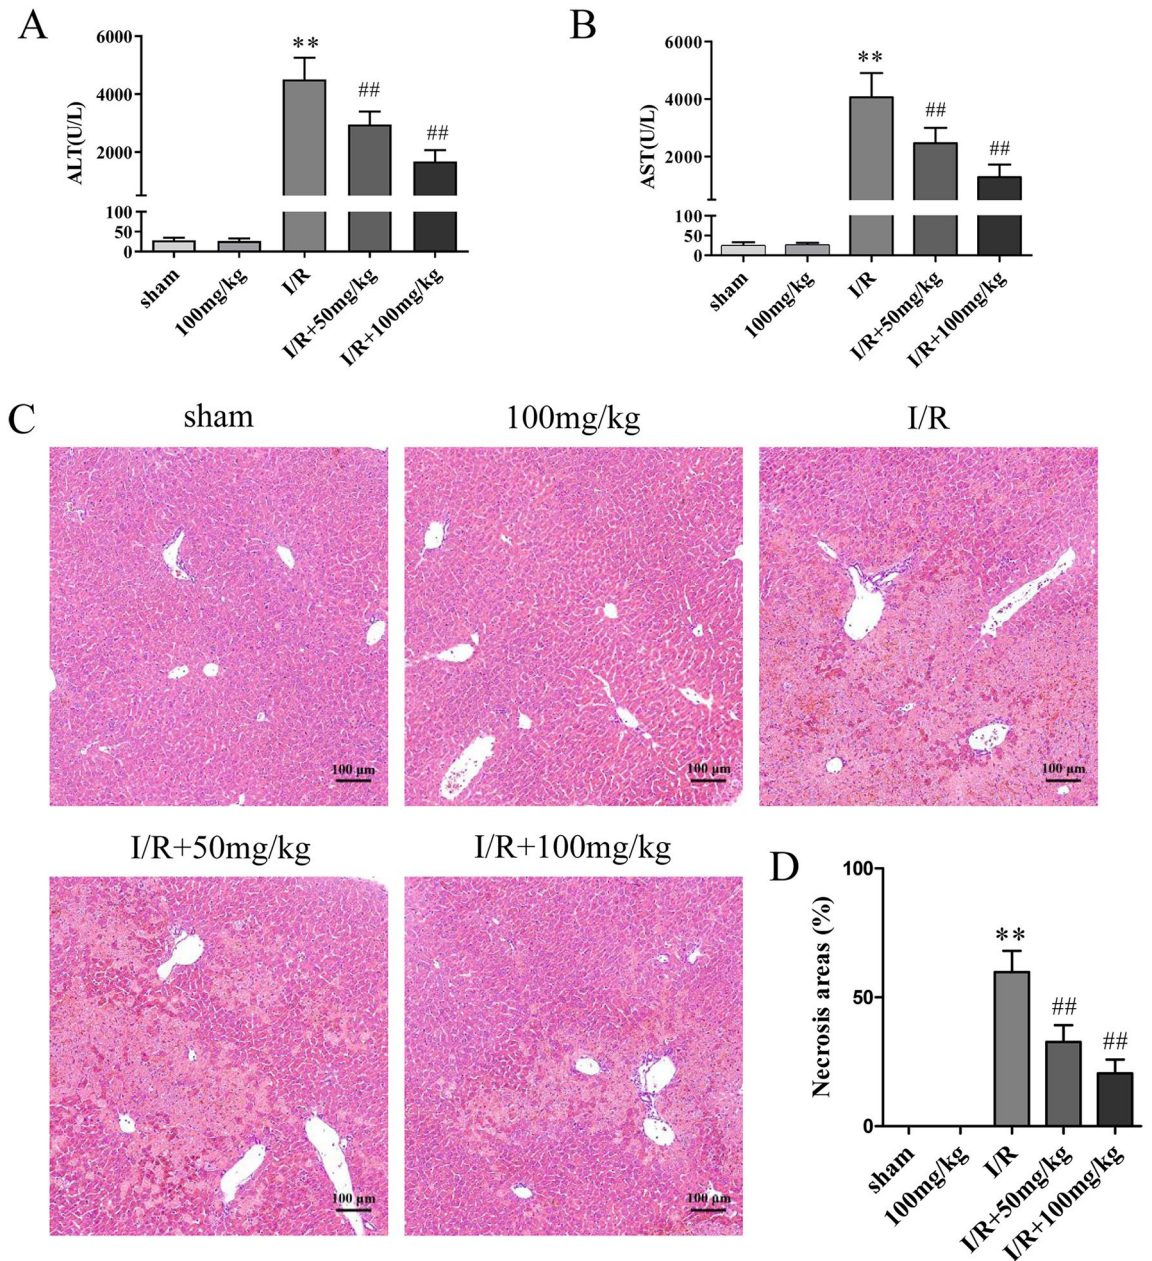 A
6000
4000
2000
100
50
0
ALT(U/L)
**
##
##
sham
100mg/kg
I/R
I/R+50mg/kg
I/R+100mg/kg
B
6000
4000
2000
100
50
0
AST(U/L)
**
##
##
sham
100mg/kg
I/R
I/R+50mg/kg
I/R+100mg/kg
C
sham
100mg/kg
I/R
100 μm
100 μm
100 μm
I/R+50mg/kg
I/R+100mg/kg
100 μm
100 μm
D
100
50
0
Necrosis areas (%)
**
##
##
sham
100mg/kg
I/R
I/R+50mg/kg
I/R+100mg/kg